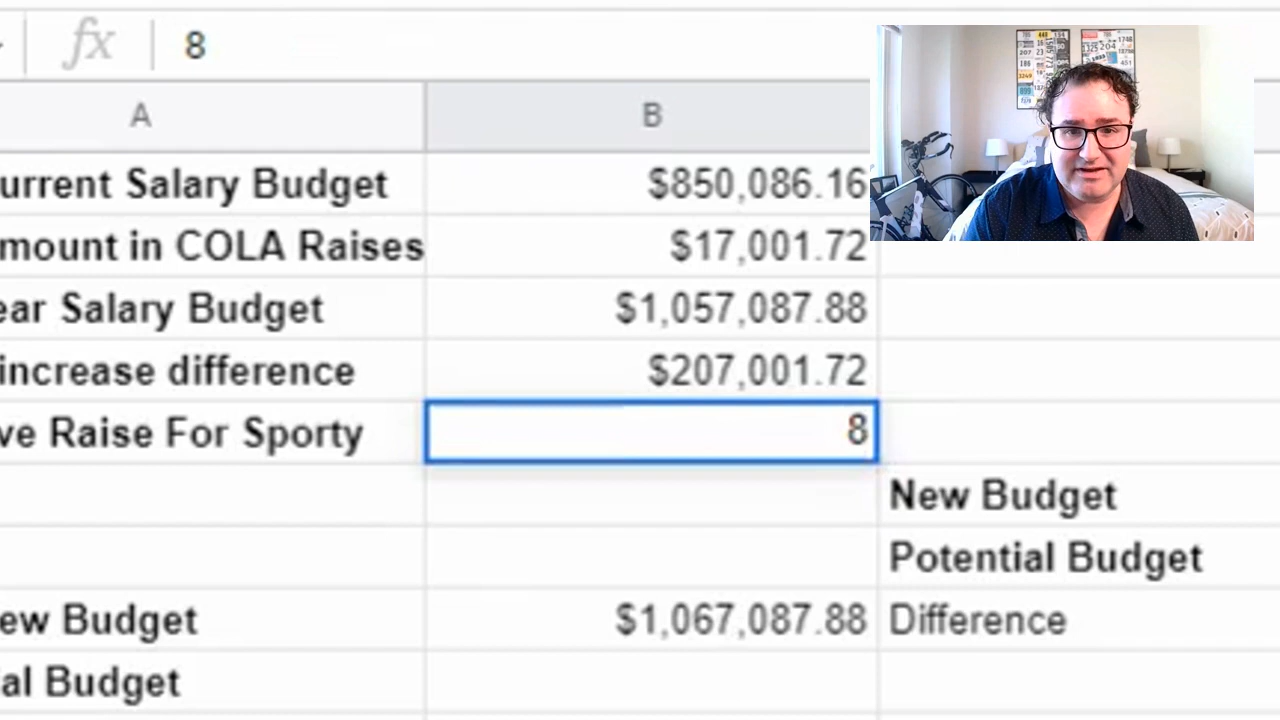 fx 8
A B
urrent Salary Budget $850,086.16
mount in COLA Raises $17,001.72
ear Salary Budget $1,057,087.88
increase difference $207,001.72
ve Raise For Sporty 8
New Budget
Potential Budget
ew Budget $1,067,087.88 Difference
al Budget